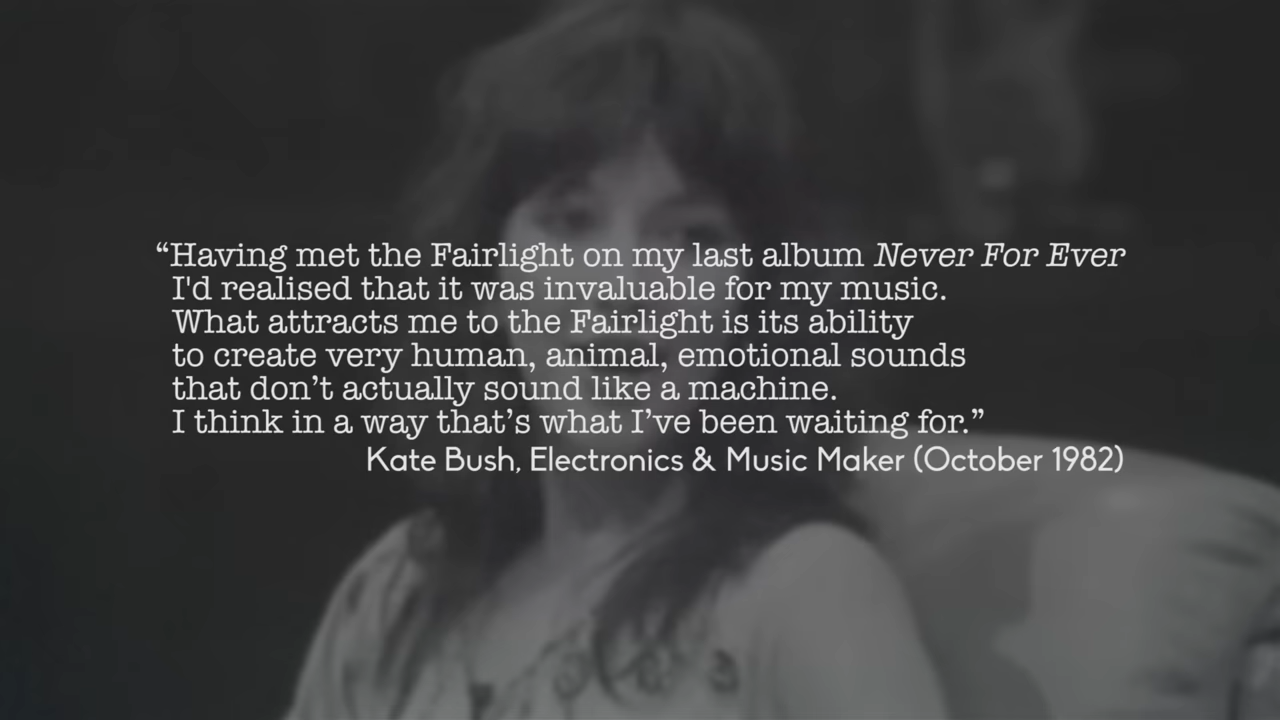 “Having met the Fairlight on my last album Never For Ever
I'd realised that it was invaluable for my music.
What attracts me to the Fairlight is its ability
to create very human, animal, emotional sounds
that don’t actually sound like a machine.
I think in a way that’s what I’ve been waiting for.”
Kate Bush, Electronics & Music Maker (October 1982)